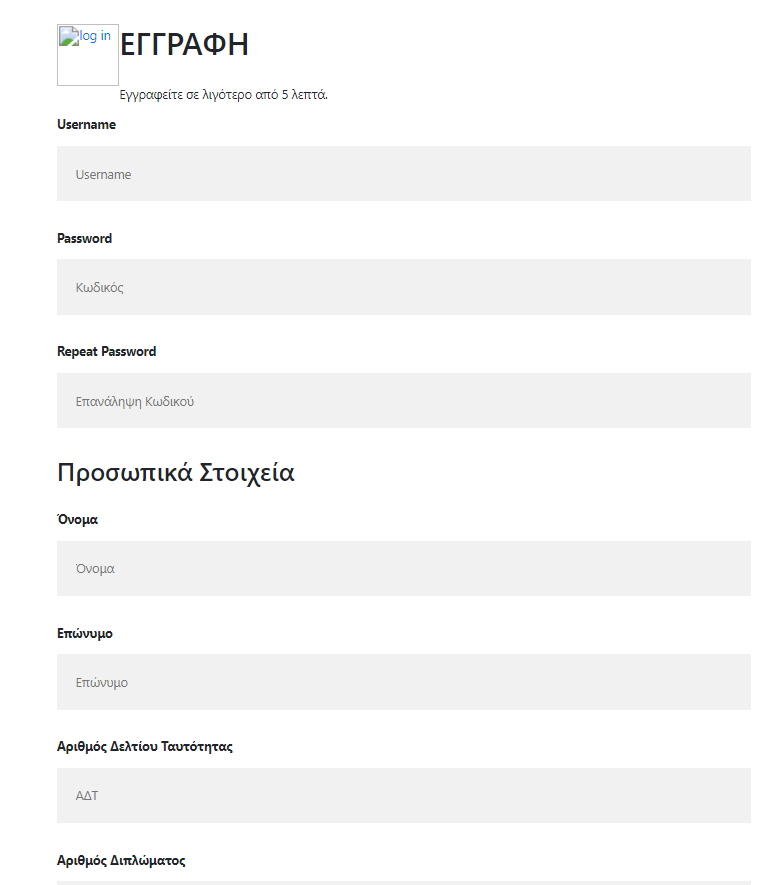 log in
ΕΓΓΡΑΦΗ
Εγγραφείτε σε λιγότερο από 5 λεπτά.
Username
Username
Password
Κωδικός
Repeat Password
Επανάληψη Κωδικού
Προσωπικά Στοιχεία
Όνομα
Όνομα
Επώνυμο
Επώνυμο
Αριθμός Δελτίου Ταυτότητας
ΑΔΤ
Αριθμός Διπλώματος